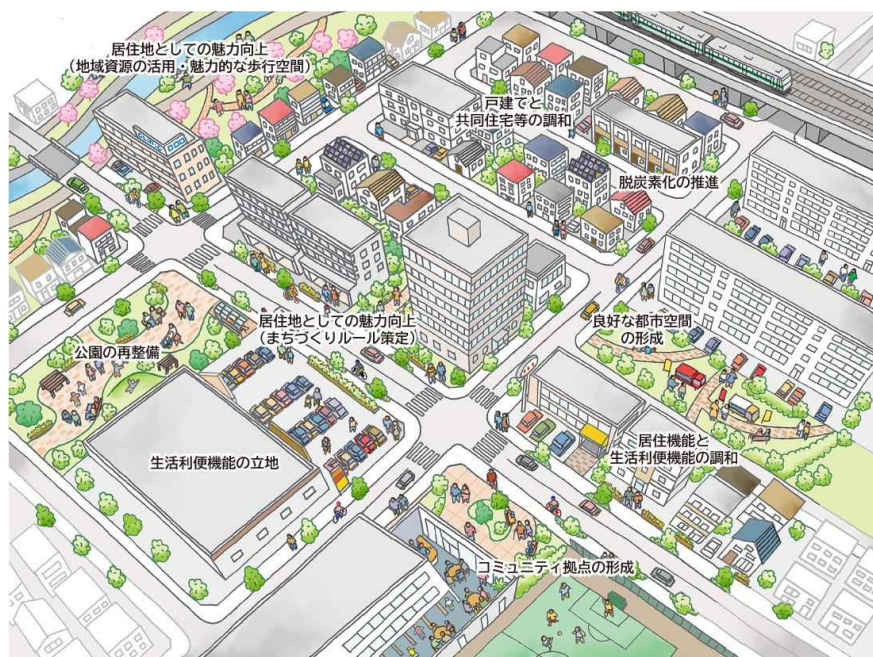 居住地としての魅力向上
（地域資源の活用・魅力的な歩行空間）
戸建てと
共同住宅等の調和
脱炭素化の推進
居住地としての魅力向上
（まちづくりルール策定）
良好な都市空間
の形成
公園の再整備
生活利便機能の立地
居住機能と
生活利便機能の調和
コミュニティ拠点の形成